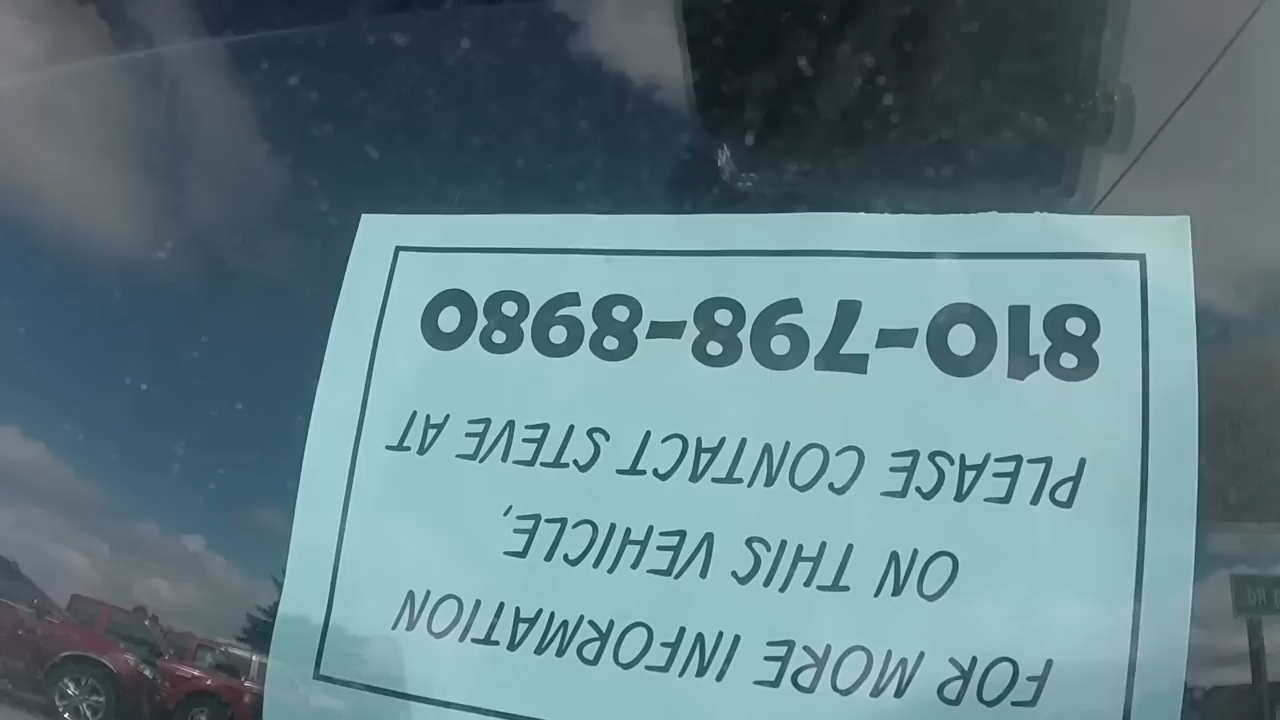 FOR MORE INFORMATION
ON THIS VEHICLE,
PLEASE CONTACT STEVE AT
810-798-8980